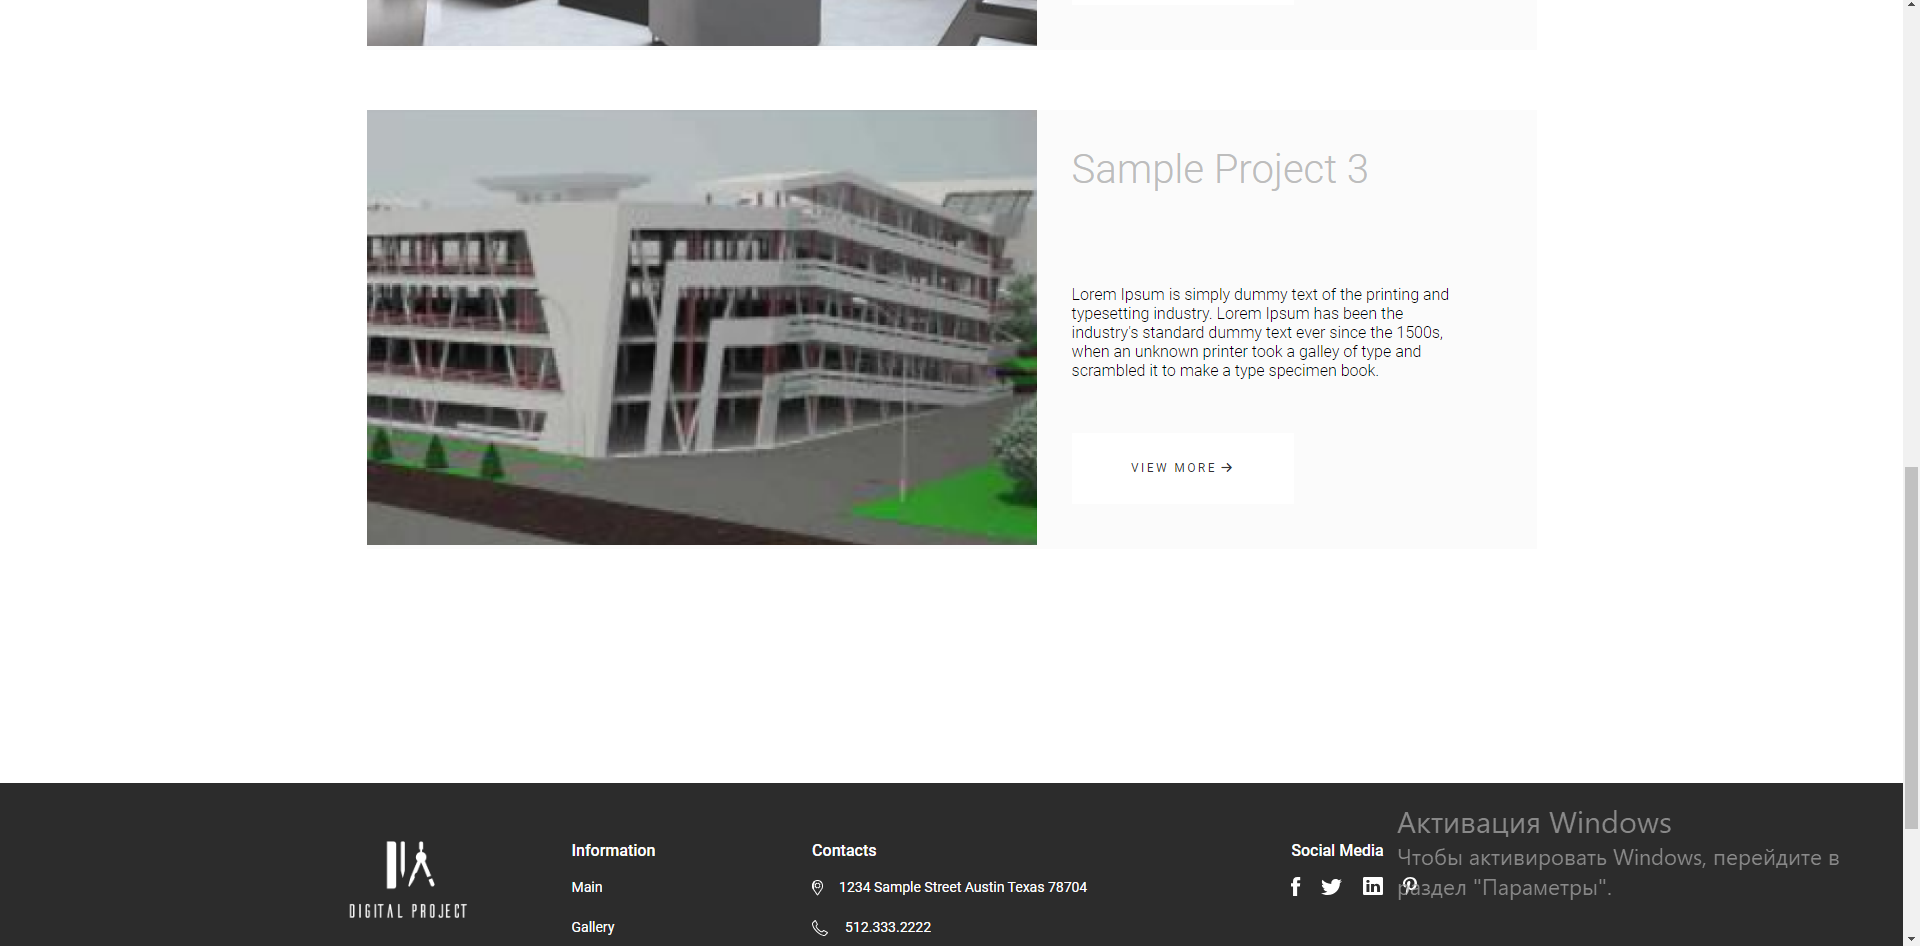 Sample Project 3
Lorem Ipsum is simply dummy text of the printing and
typesetting industry. Lorem Ipsum has been the
industry's standard dummy text ever since the 1500s,
when an unknown printer took a galley of type and
scrambled it to make a type specimen book.
VIEW MORE →
DIGITAL PROJECT
Information
Main
Gallery
Contacts
1234 Sample Street Austin Texas 78704
512.333.2222
Social Media
Активация Windows
Чтобы активировать Windows, перейдите в
раздел "Параметры".